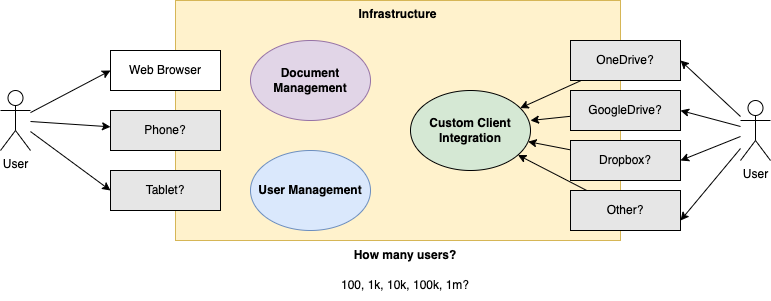 Infrastructure
Web Browser
Phone?
Tablet?
User
Document
Management
User Management
Custom Client
Integration
OneDrive?
GoogleDrive?
Dropbox?
Other?
User
How many users?
100, 1k, 10k, 100k, 1m?